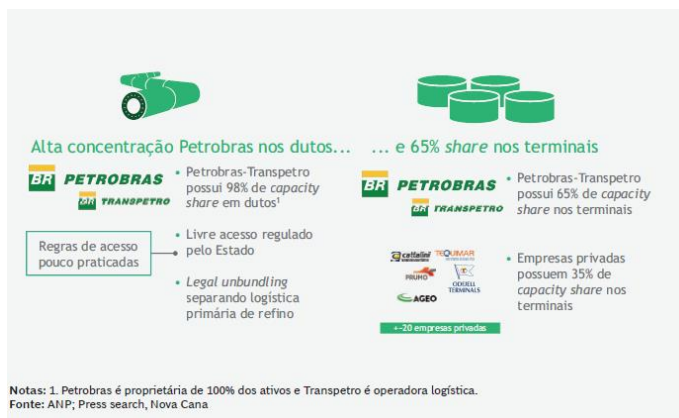 Alta concentração Petrobras nos dutos...
BR PETROBRAS
BR TRANSPETRO
• Petrobras-Transpetro
possui 98% de capacity
share em dutos¹
Regras de acesso
pouco praticadas
• Livre acesso regulado
pelo Estado
• Legal unbundling
separando logística
primária de refino
... e 65% share nos terminais
BR PETROBRAS
BR TRANSPETRO
• Petrobras-Transpetro
possui 65% de capacity
share nos terminais
cattalini
TEQUIMAR
PRUMO
ODFJELL
TERMINALS
AGEO
+-20 empresas privadas
• Empresas privadas
possuem 35% de
capacity share nos
terminais
Notas: 1. Petrobras é proprietária de 100% dos ativos e Transpetro é operadora logística.
Fonte: ANP; Press search, Nova Cana